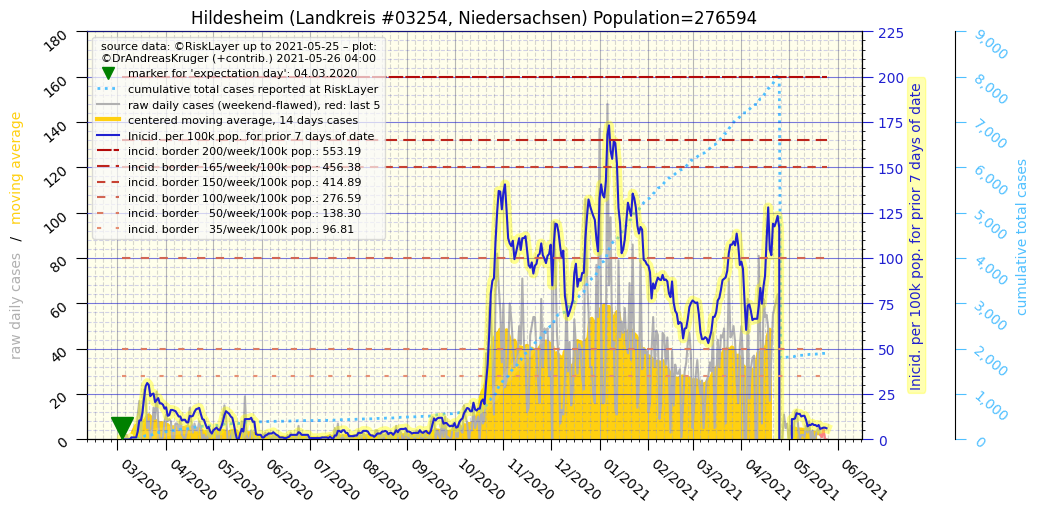 Hildesheim (Landkreis #03254, Niedersachsen) Population=276594
source data: ©RiskLayer up to 2021-05-25 – plot:
©DrAndreasKruger (+contrib.) 2021-05-26 04:00
marker for 'expectation day': 04.03.2020
cumulative total cases reported at RiskLayer
raw daily cases (weekend-flawed), red: last 5
centered moving average, 14 days cases
Inicid. per 100k pop. for prior 7 days of date
incid. border 200/week/100k pop.: 553.19
incid. border 165/week/100k pop.: 456.38
incid. border 150/week/100k pop.: 414.89
incid. border 100/week/100k pop.: 276.59
incid. border 50/week/100k pop.: 138.30
incid. border 35/week/100k pop.: 96.81
raw daily cases / moving average
180
160
140
120
100
80
60
40
20
0
03/2020
04/2020
05/2020
06/2020
07/2020
08/2020
09/2020
10/2020
11/2020
12/2020
01/2021
02/2021
03/2021
04/2021
05/2021
06/2021
225
200
175
150
125
100
75
50
25
0
Inicid. per 100k pop. for prior 7 days of date
9,000
8,000
7,000
6,000
5,000
4,000
3,000
2,000
1,000
0
cumulative total cases